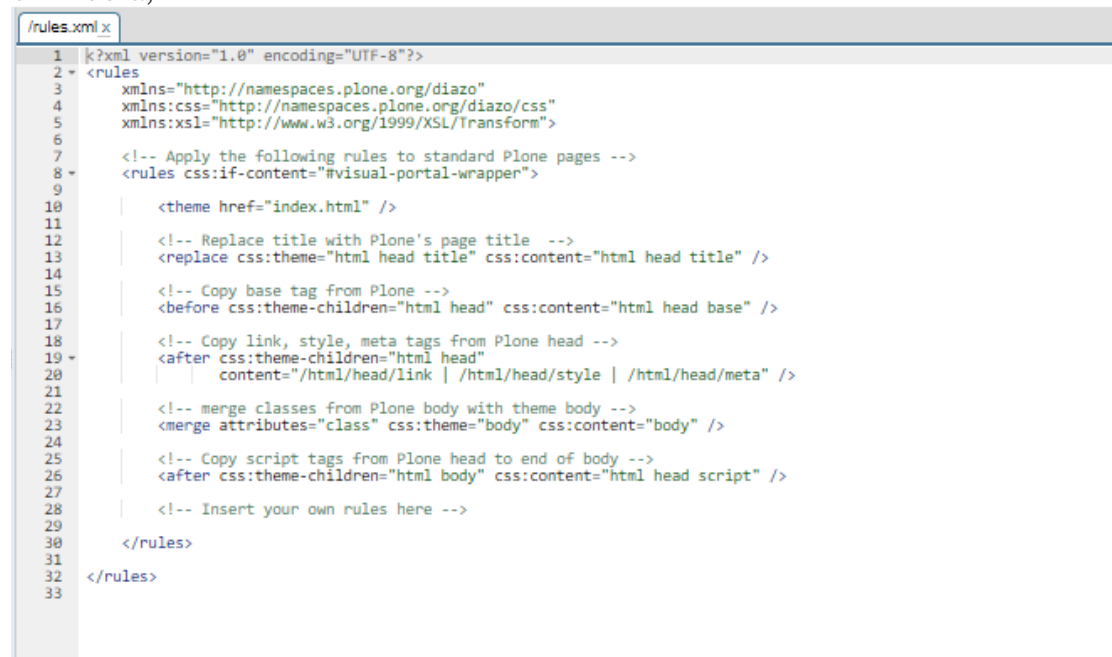 /rules.xml x
1 <?xml version="1.0" encoding="UTF-8"?>
2 <rules
3 xmlns="http://namespaces.plone.org/diazo"
4 xmlns:css="http://namespaces.plone.org/diazo/css"
5 xmlns:xsl="http://www.w3.org/1999/XSL/Transform">
6
7 <!-- Apply the following rules to standard Plone pages -->
8 <rules css:if-content="#visual-portal-wrapper">
9
10 <theme href="index.html" />
11
12 <!-- Replace title with Plone's page title  -->
13 <replace css:theme="html head title" css:content="html head title" />
14
15 <!-- Copy base tag from Plone -->
16 <before css:theme-children="html head" css:content="html head base" />
17
18 <!-- Copy link, style, meta tags from Plone head -->
19 <after css:theme-children="html head"
20 content="/html/head/link | /html/head/style | /html/head/meta" />
21
22 <!-- merge classes from Plone body with theme body -->
23 <merge attributes="class" css:theme="body" css:content="body" />
24
25 <!-- Copy script tags from Plone head to end of body -->
26 <after css:theme-children="html body" css:content="html head script" />
27
28 <!-- Insert your own rules here -->
29
30 </rules>
31
32 </rules>
33